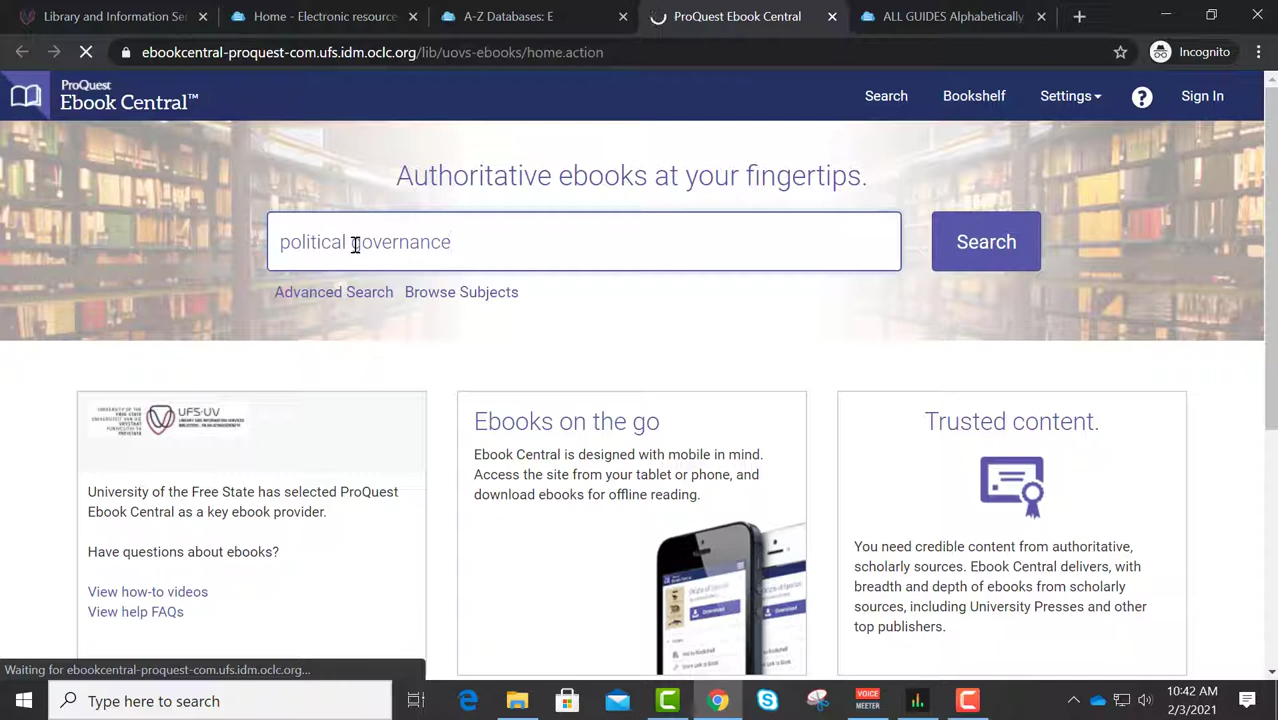 Library and Information Ser
Home - Electronic resource
A-Z Databases: E
ProQuest Ebook Central
ALL GUIDES Alphabetically
ebookcentral-proquest-com.ufs.idm.oclc.org/lib/uovs-ebooks/home.action
Incognito
ProQuest
Ebook Central™
Search
Bookshelf
Settings
?
Sign In
Authoritative ebooks at your fingertips.
political governance
Search
Advanced Search Browse Subjects
UFS·UV
University of the Free State has selected ProQuest
Ebook Central as a key ebook provider.
Have questions about ebooks?
View how-to videos
View help FAQs
Ebooks on the go
Ebook Central is designed with mobile in mind.
Access the site from your tablet or phone, and
download ebooks for offline reading.
Trusted content.
You need credible content from authoritative,
scholarly sources. Ebook Central delivers, with
breadth and depth of ebooks from scholarly
sources, including University Presses and other
top publishers.
Waiting for ebookcentral-proquest-com.ufs.idm.oclc.org...
Type here to search
VOICE
MEETER
10:42 AM
2/3/2021